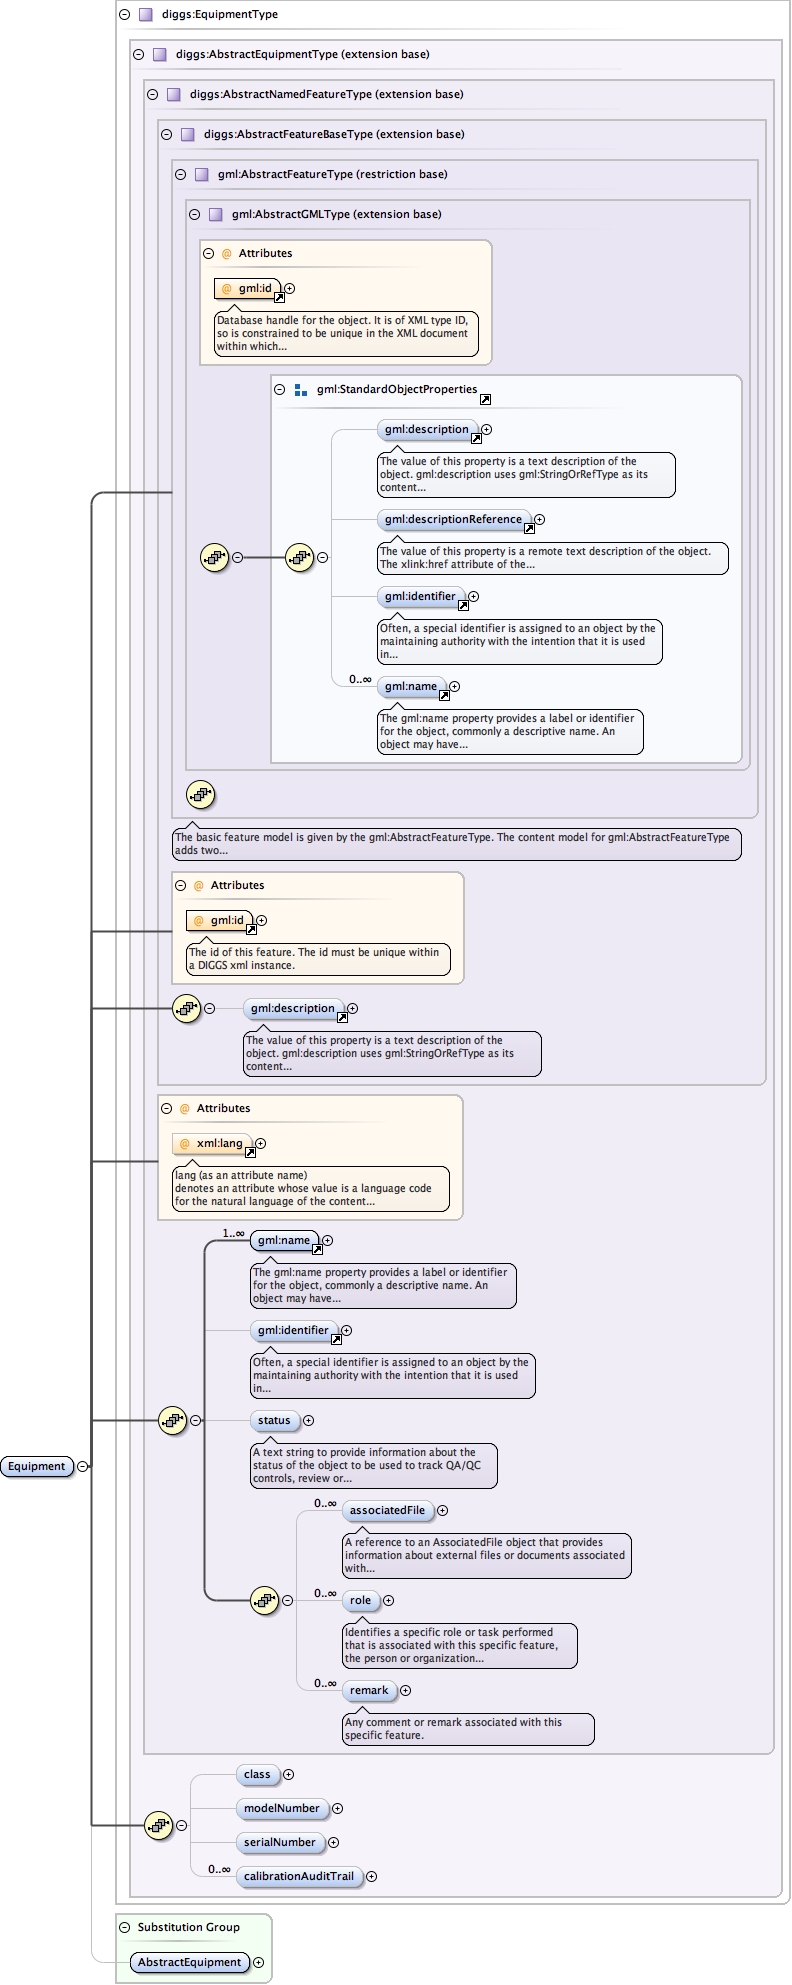 diggs:EquipmentType
diggs:AbstractEquipmentType (extension base)
diggs:AbstractNamedFeatureType (extension base)
diggs:AbstractFeatureBaseType (extension base)
gml:AbstractFeatureType (restriction base)
gml:AbstractGMLType (extension base)
@ Attributes
@ gml:id
Database handle for the object. It is of XML type ID,
so is constrained to be unique in the XML document
within which...
gml:StandardObjectProperties
gml:description
The value of this property is a text description of the
object. gml:description uses gml:StringOrRefType as its
content...
gml:descriptionReference
The value of this property is a remote text description of the object.
The xlink:href attribute of the...
gml:identifier
Often, a special identifier is assigned to an object by the
maintaining authority with the intention that it is used
in...
0..∞
gml:name
The gml:name property provides a label or identifier
for the object, commonly a descriptive name. An
object may have...
The basic feature model is given by the gml:AbstractFeatureType. The content model for gml:AbstractFeatureType
adds two...
@ Attributes
@ gml:id
The id of this feature. The id must be unique within
a DIGGS xml instance.
gml:description
The value of this property is a text description of the
object. gml:description uses gml:StringOrRefType as its
content...
@ Attributes
@ xml:lang
lang (as an attribute name)
denotes an attribute whose value is a language code
for the natural language of the content...
1..∞
gml:name
The gml:name property provides a label or identifier
for the object, commonly a descriptive name. An
object may have...
gml:identifier
Often, a special identifier is assigned to an object by the
maintaining authority with the intention that it is used
in...
status
A text string to provide information about the
status of the object to be used to track QA/QC
controls, review or...
Equipment
0..∞
associatedFile
A reference to an AssociatedFile object that provides
information about external files or documents associated
with...
0..∞
role
Identifies a specific role or task performed
that is associated with this specific feature,
the person or organization...
0..∞
remark
Any comment or remark associated with this
specific feature.
class
modelNumber
serialNumber
0..∞
calibrationAuditTrail
Substitution Group
AbstractEquipment